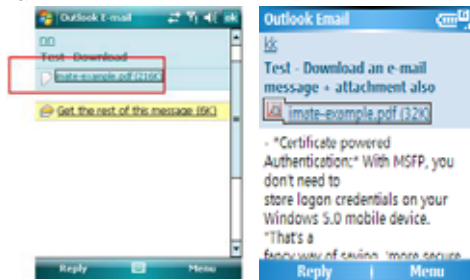 Outlook E-mail ok
nn
Test - Download
imate-example.pdf (216K)
Get the rest of this message (6K)
Reply Menu
Outlook Email
kk
Test - Download an e-mail
message + attachment also
imate-example.pdf (32K)
- "Certificate powered
Authentication:" With MSFP, you
don't need to
store logon credentials on your
Windows 5.0 mobile device.
"That's a
fancy way of saying, 'more secure
Reply Menu